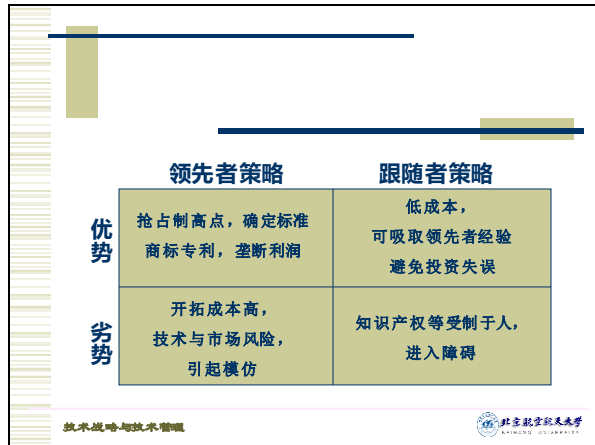 领先者策略 跟随者策略
优势
抢占制高点，确定标准
商标专利，垄断利润
低成本，
可吸取领先者经验
避免投资失误
劣势
开拓成本高，
技术与市场风险，
引起模仿
知识产权等受制于人，
进入障碍
技术战略与技术管理
北京航空航天大学
BEIHANG UNIVERSITY